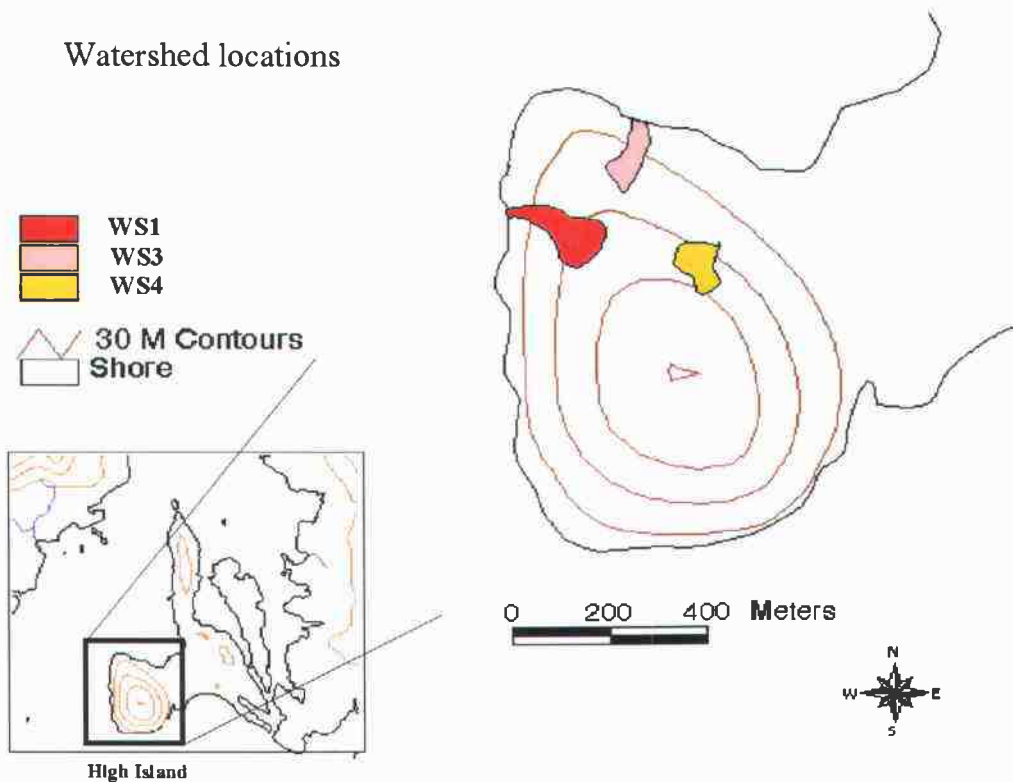 Watershed locations
WS1
WS3
WS4
30 M Contours
Shore
High Island
0 200 400 Meters
N
W E
S